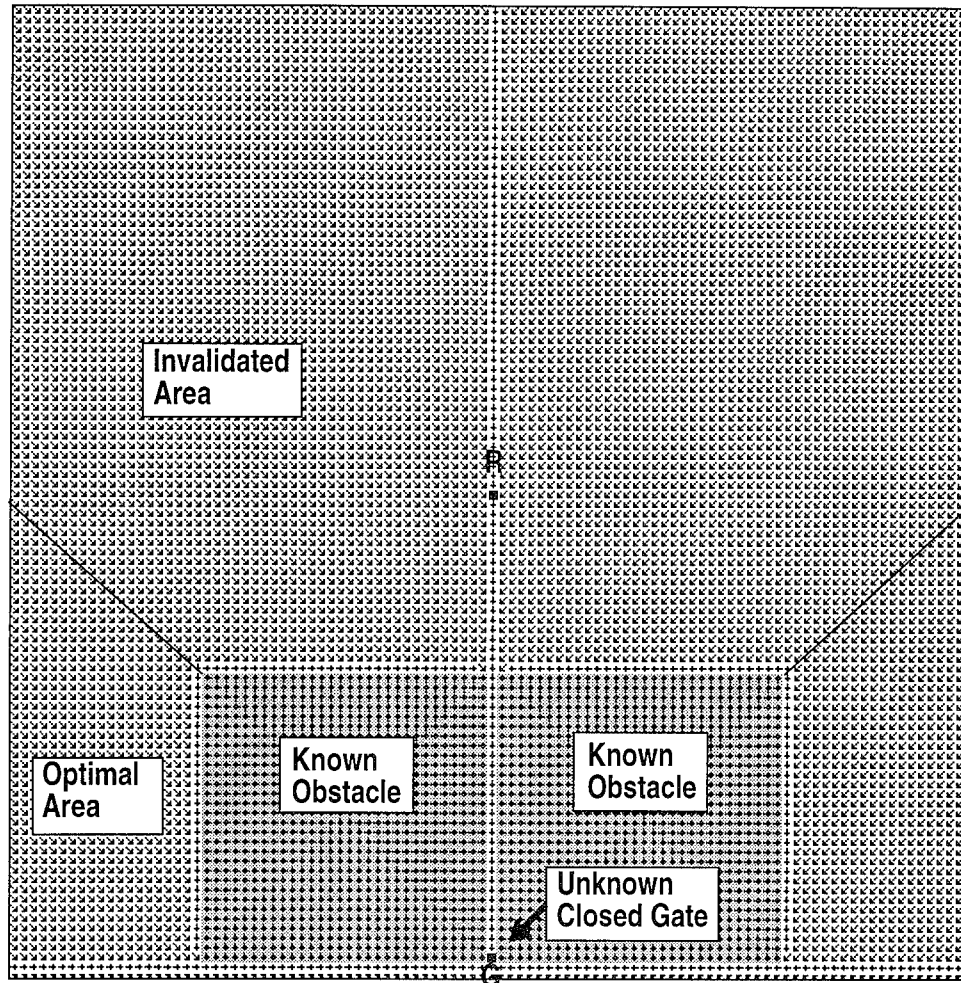 Invalidated
Area
R
Optimal
Area
Known
Obstacle
Known
Obstacle
Unknown
Closed Gate
G